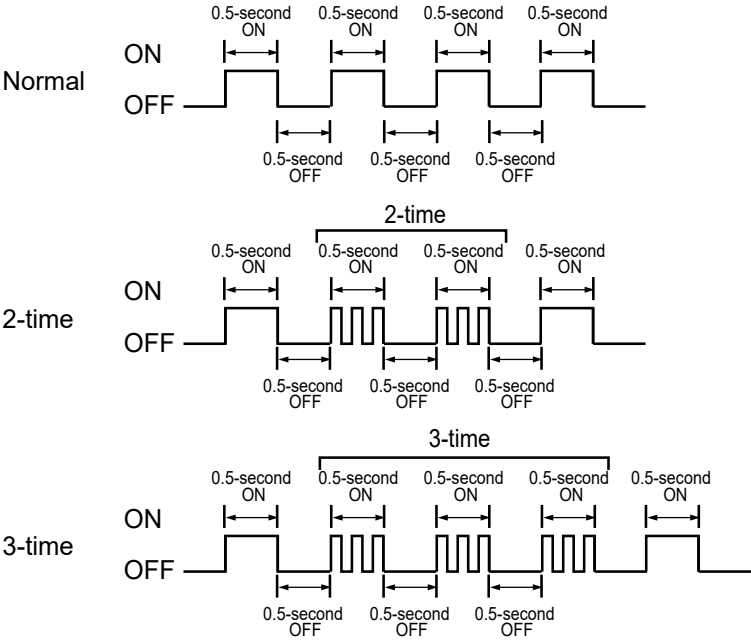 0.5-second 0.5-second 0.5-second 0.5-second
ON ON ON ON
ON
Normal
OFF
0.5-second 0.5-second 0.5-second
OFF OFF OFF
2-time
0.5-second 0.5-second 0.5-second 0.5-second
ON ON ON ON
ON
2-time
OFF
0.5-second 0.5-second 0.5-second
OFF OFF OFF
3-time
0.5-second 0.5-second 0.5-second 0.5-second 0.5-second
ON ON ON ON ON
ON
3-time
OFF
0.5-second 0.5-second 0.5-second
OFF OFF OFF